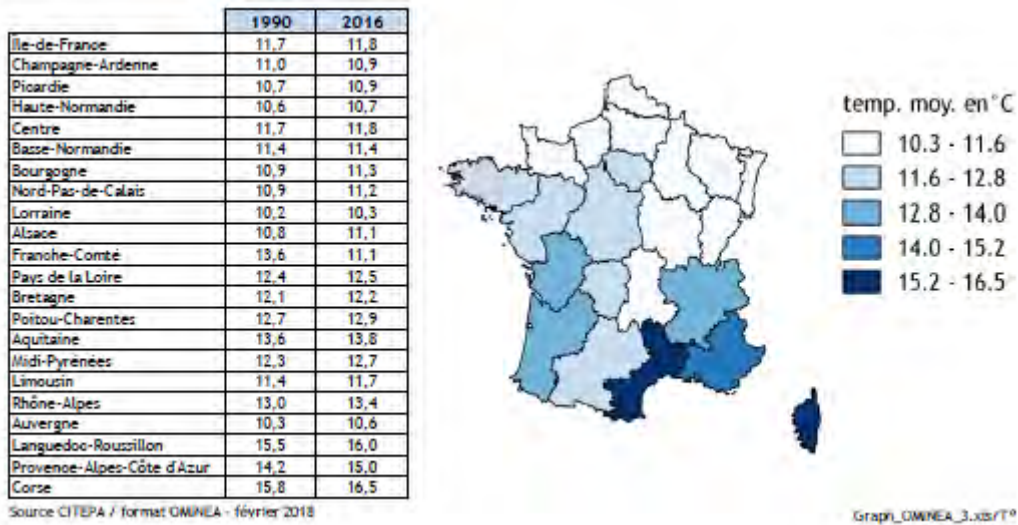 1990 2016
Île-de-France 11,7 11,8
Champagne-Ardenne 11,0 10,9
Picardie 10,7 10,9
Haute-Normandie 10,6 10,7
Centre 11,7 11,8
Basse-Normandie 11,4 11,4
Bourgogne 10,9 11,3
Nord-Pas-de-Calais 10,9 11,2
Lorraine 10,2 10,3
Alsace 10,8 11,1
Franche-Comté 13,6 11,1
Pays de la Loire 12,4 12,5
Bretagne 12,1 12,2
Poitou-Charentes 12,7 12,9
Aquitaine 13,6 13,8
Midi-Pyrénées 12,3 12,7
Limousin 11,4 11,7
Rhône-Alpes 13,0 13,4
Auvergne 10,3 10,6
Languedoc-Roussillon 15,5 16,0
Provence-Alpes-Côte d'Azur 14,2 15,0
Corse 15,8 16,5
Source CITEPA / format OMINEA - février 2018
temp. moy. en °C
10.3 - 11.6
11.6 - 12.8
12.8 - 14.0
14.0 - 15.2
15.2 - 16.5
Graph_OMINEA_3.xls/T°